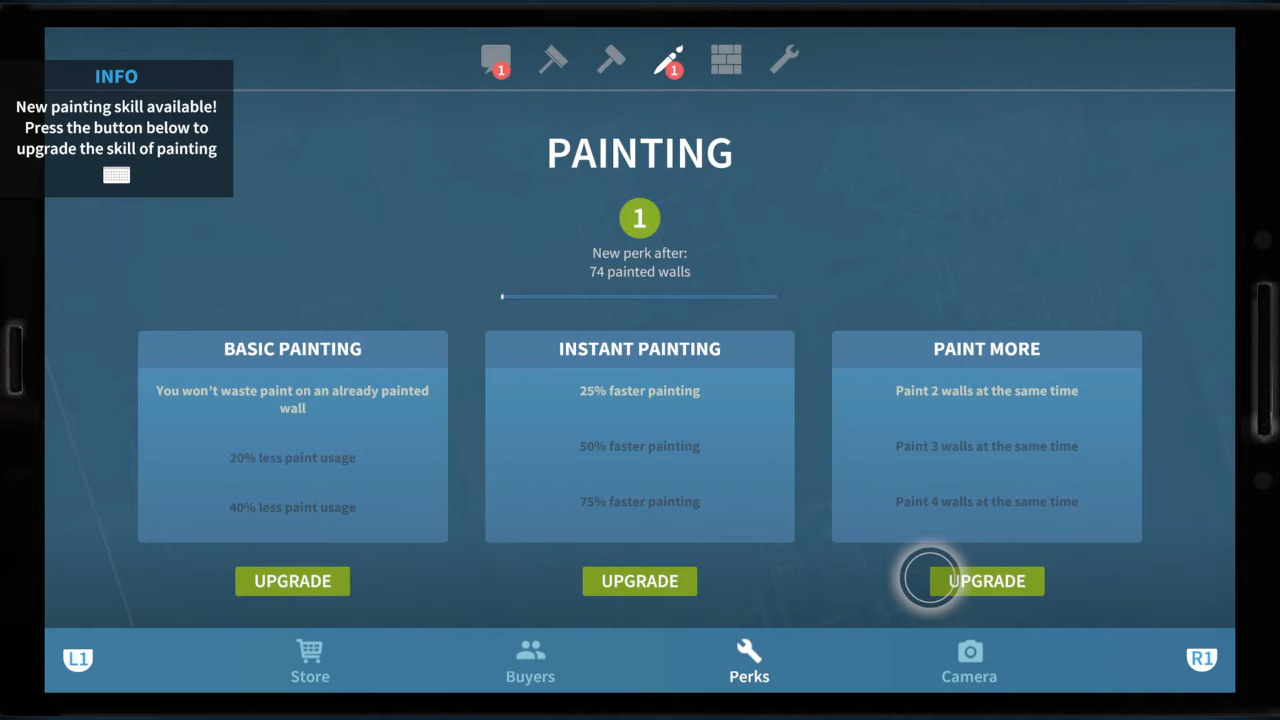 1
1
INFO
New painting skill available!
Press the button below to
upgrade the skill of painting
PAINTING
1
New perk after:
74 painted walls
BASIC PAINTING
You won't waste paint on an already painted
wall
20% less paint usage
40% less paint usage
UPGRADE
INSTANT PAINTING
25% faster painting
50% faster painting
75% faster painting
UPGRADE
PAINT MORE
Paint 2 walls at the same time
Paint 3 walls at the same time
Paint 4 walls at the same time
UPGRADE
L1
Store
Buyers
Perks
Camera
R1